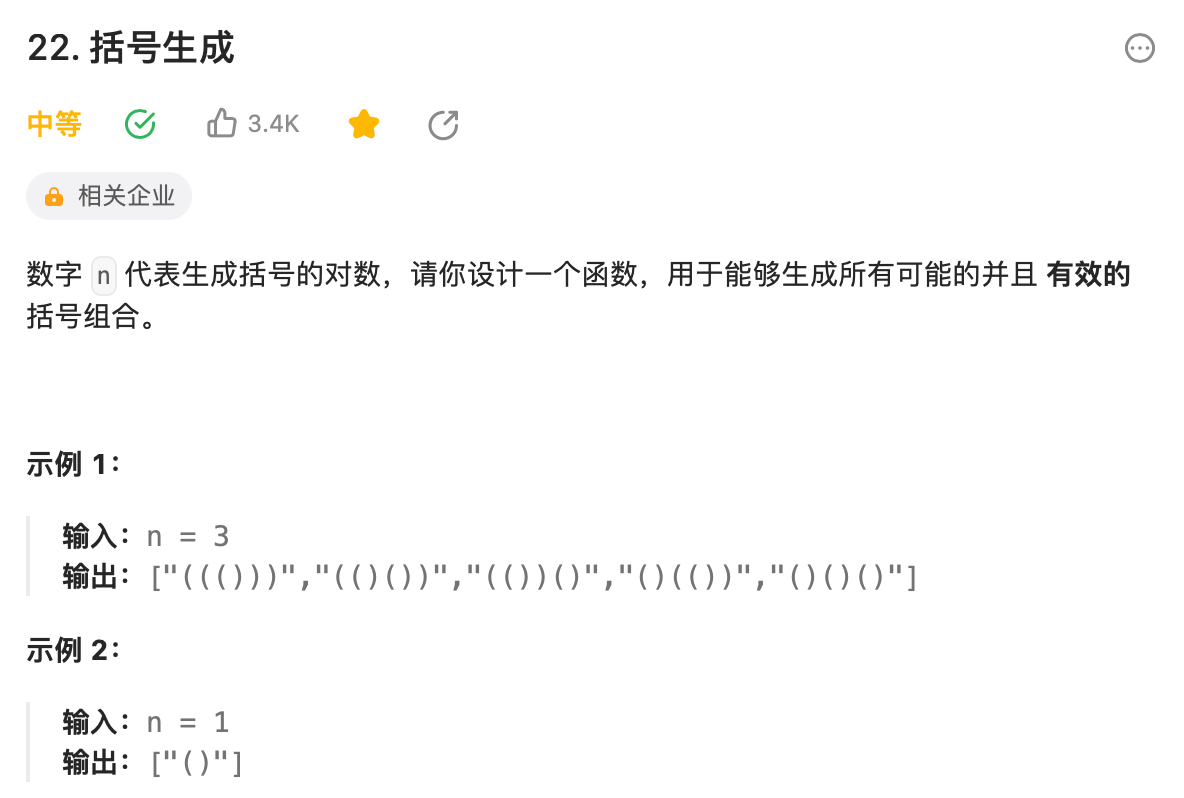 22. 括号生成
中等 3.4K
相关企业
数字 n 代表生成括号的对数，请你设计一个函数，用于能够生成所有可能的并且 有效的
括号组合。
示例 1：
输入：n = 3
输出：["((()))","(()())","(())()","()(())","()()()"]
示例 2：
输入：n = 1
输出：["()"]